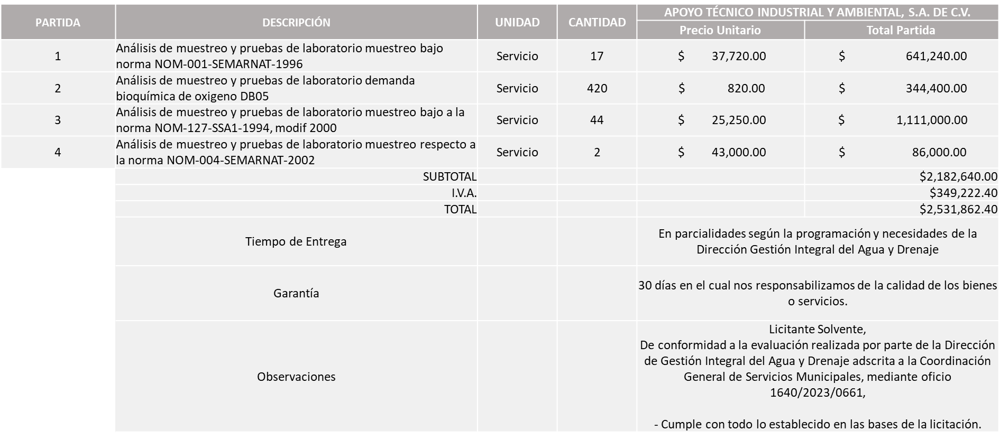 PARTIDA DESCRIPCIÓN UNIDAD CANTIDAD APOYO TÉCNICO INDUSTRIAL Y AMBIENTAL, S.A. DE C.V.
Precio Unitario Total Partida
1 Análisis de muestreo y pruebas de laboratorio muestreo bajo
norma NOM-001-SEMARNAT-1996 Servicio 17 $ 37,720.00 $ 641,240.00
2 Análisis de muestreo y pruebas de laboratorio demanda
bioquímica de oxigeno DB05 Servicio 420 $ 820.00 $ 344,400.00
3 Análisis de muestreo y pruebas de laboratorio muestreo bajo a la
norma NOM-127-SSA1-1994, modif 2000 Servicio 44 $ 25,250.00 $ 1,111,000.00
4 Análisis de muestreo y pruebas de laboratorio muestreo respecto a
la norma NOM-004-SEMARNAT-2002 Servicio 2 $ 43,000.00 $ 86,000.00
SUBTOTAL $2,182,640.00
I.V.A. $349,222.40
TOTAL $2,531,862.40
Tiempo de Entrega
En parcialidades según la programación y necesidades de la
Dirección Gestión Integral del Agua y Drenaje
Garantía
30 días en el cual nos responsabilizamos de la calidad de los bienes
o servicios.
Observaciones
Licitante Solvente,
De conformidad a la evaluación realizada por parte de la Dirección
de Gestión Integral del Agua y Drenaje adscrita a la Coordinación
General de Servicios Municipales, mediante oficio
1640/2023/0661,
- Cumple con todo lo establecido en las bases de la licitación.